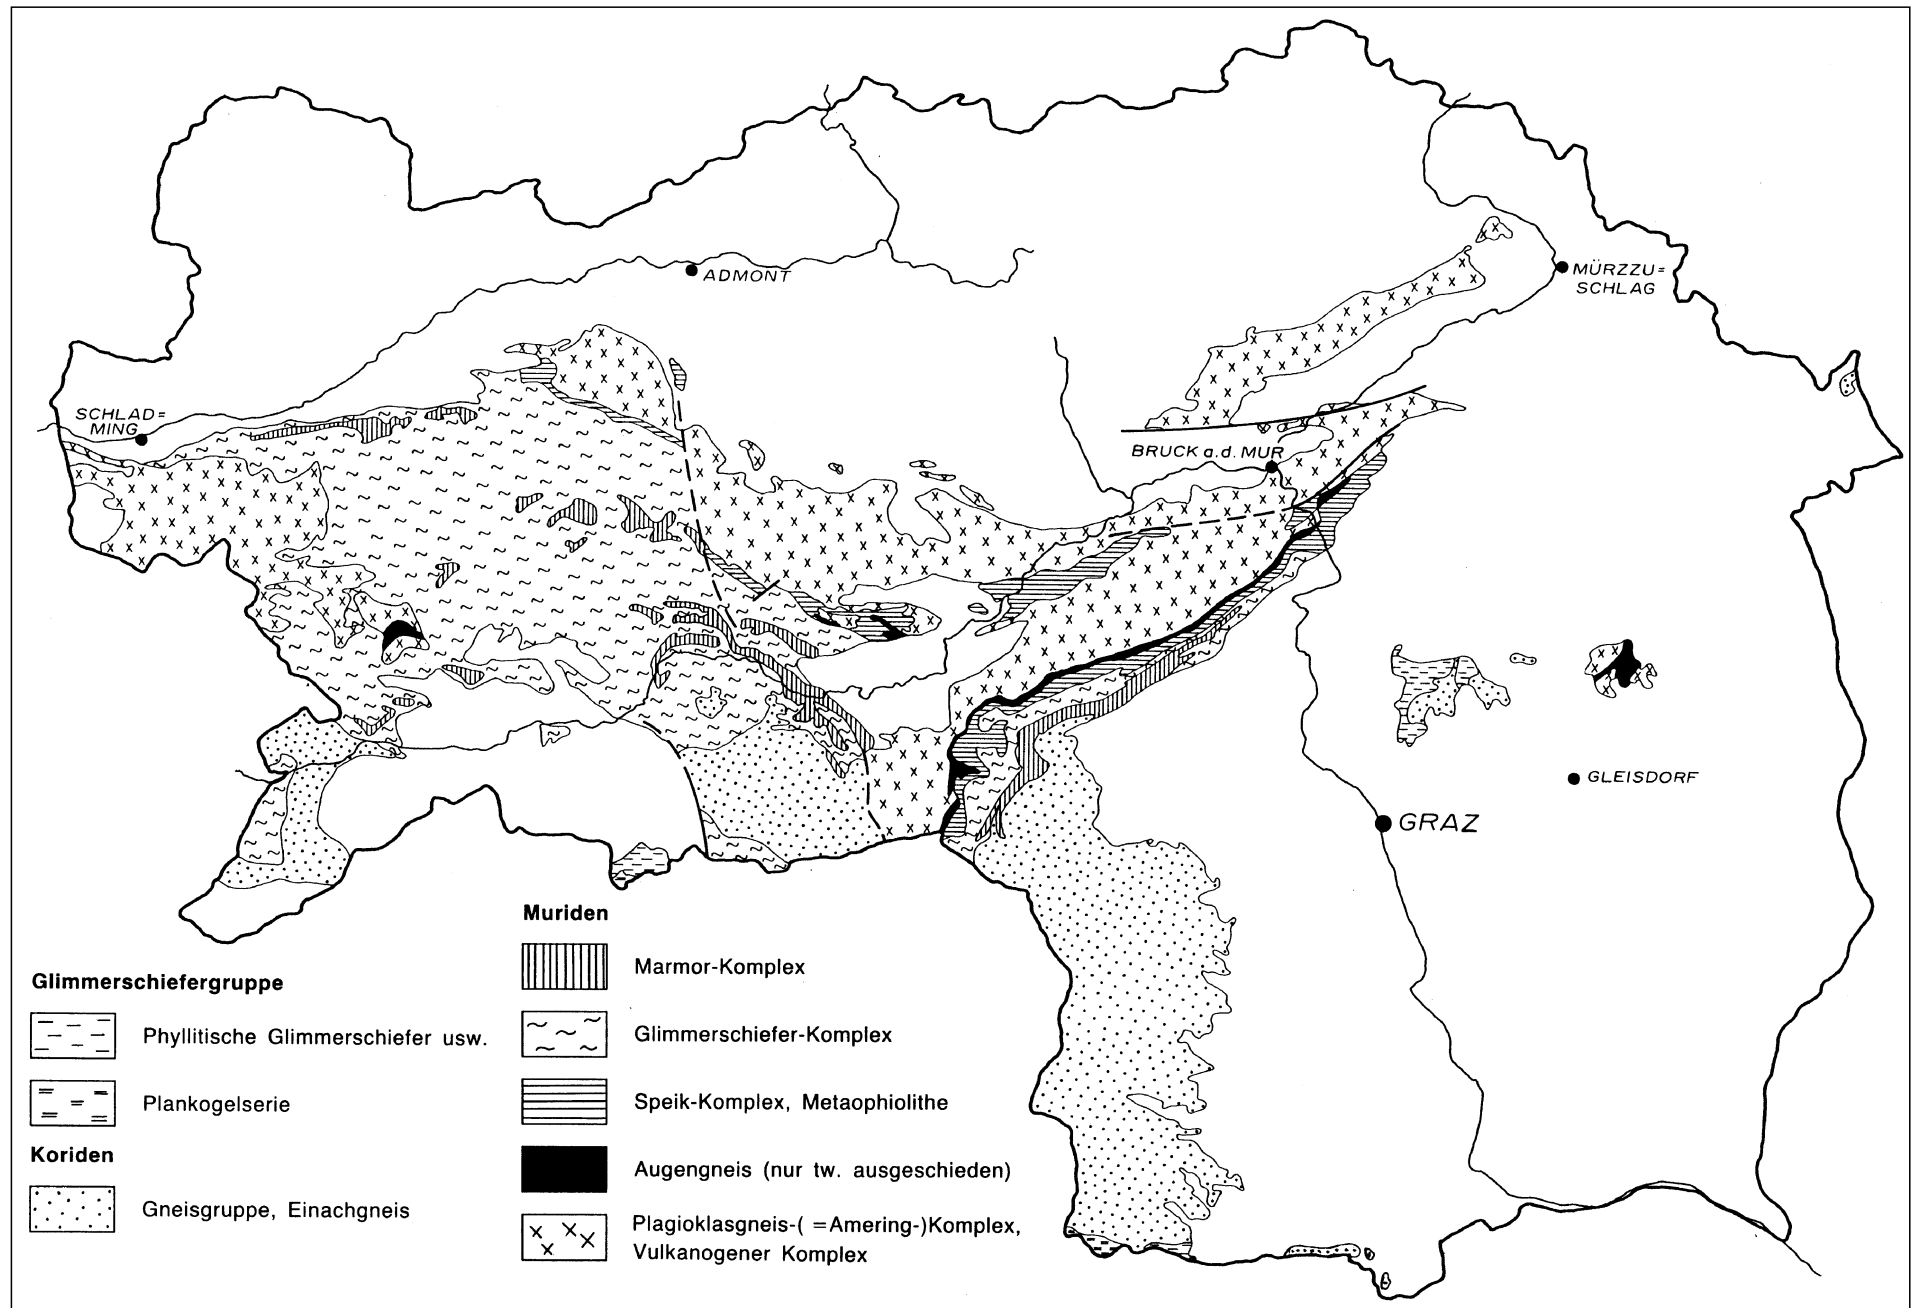 ADMONT
MÜRZZU=
SCHLAG
SCHLAD=
MING
BRUCK a.d. MUR
GLEISDORF
GRAZ
Glimmerschiefergruppe
Phyllitische Glimmerschiefer usw.
Plankogelserie
Koriden
Gneisgruppe, Einachgneis
Muriden
Marmor-Komplex
Glimmerschiefer-Komplex
Speik-Komplex, Metaophiolithe
Augengneis (nur tw. ausgeschieden)
Plagioklasgneis-( =Amering-)Komplex,
Vulkanogener Komplex